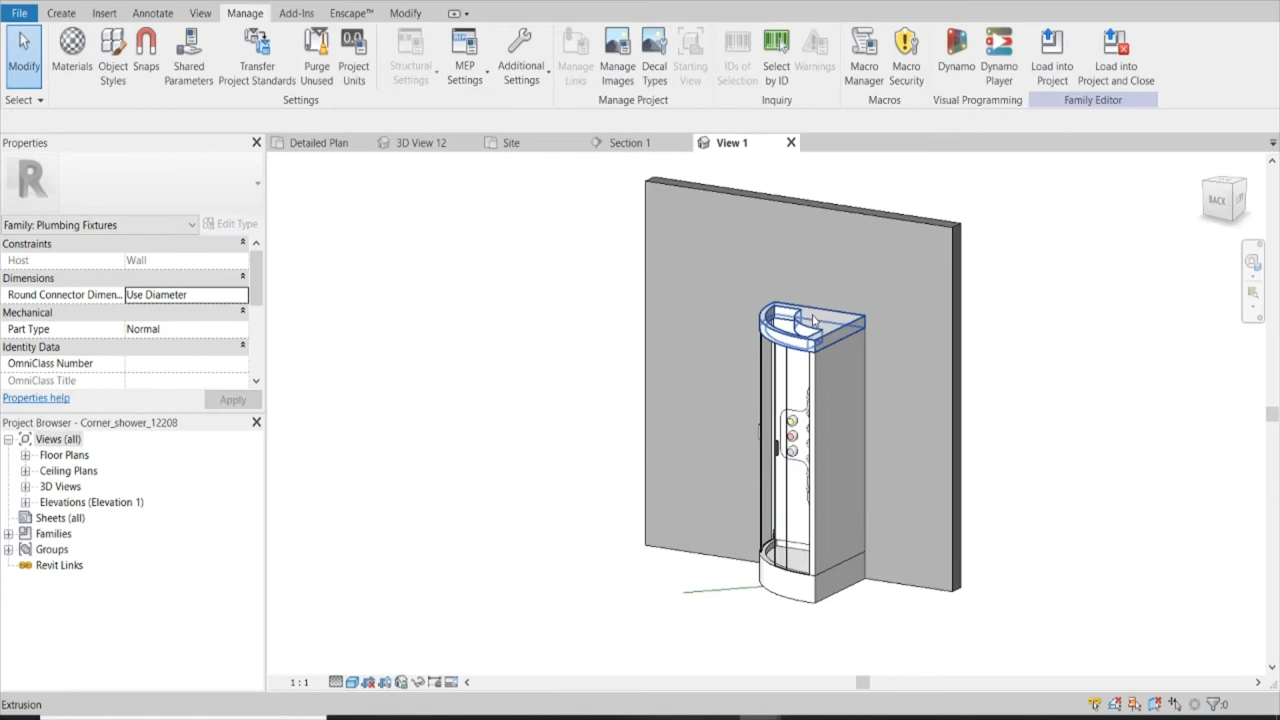 File Create Insert Annotate View Manage Add-Ins Enscape™ Modify
Modify Materials Object Styles Snaps Shared Parameters Transfer Project Standards Purge Unused Project Units Structural Settings MEP Settings Additional Settings Manage Links Manage Images Decal Types Starting View IDs of Selection Select by ID Warnings Macro Manager Macro Security Dynamo Dynamo Player Load into Project Load into Project and Close
Select Settings Manage Project Inquiry Macros Visual Programming Family Editor
Properties
Detailed Plan 3D View 12 Site Section 1 View 1
R
BACK
Family: Plumbing Fixtures Edit Type
Constraints
Host Wall
Dimensions
Round Connector Dimen... Use Diameter
Mechanical
Part Type Normal
Identity Data
OmniClass Number
OmniClass Title
Properties help Apply
Project Browser - Corner_shower_12208
Views (all)
Floor Plans
Ceiling Plans
3D Views
Elevations (Elevation 1)
Sheets (all)
Families
Groups
Revit Links
1:1
Extrusion :0